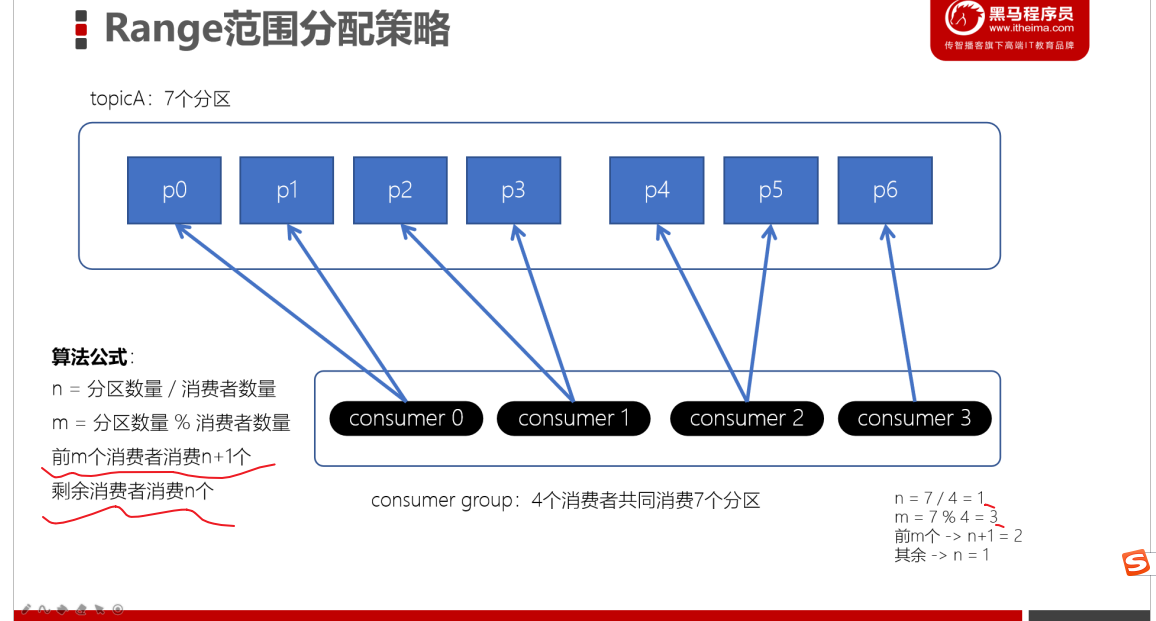 Range范围分配策略
黑马程序员
www.itheima.com
传智播客旗下高端IT教育品牌
topicA：7个分区
p0
p1
p2
p3
p4
p5
p6
算法公式：
n = 分区数量 / 消费者数量
m = 分区数量 % 消费者数量
前m个消费者消费n+1个
剩余消费者消费n个
consumer 0
consumer 1
consumer 2
consumer 3
consumer group：4个消费者共同消费7个分区
n = 7 / 4 = 1
m = 7 % 4 = 3
前m个 -> n+1 = 2
其余 -> n = 1
S